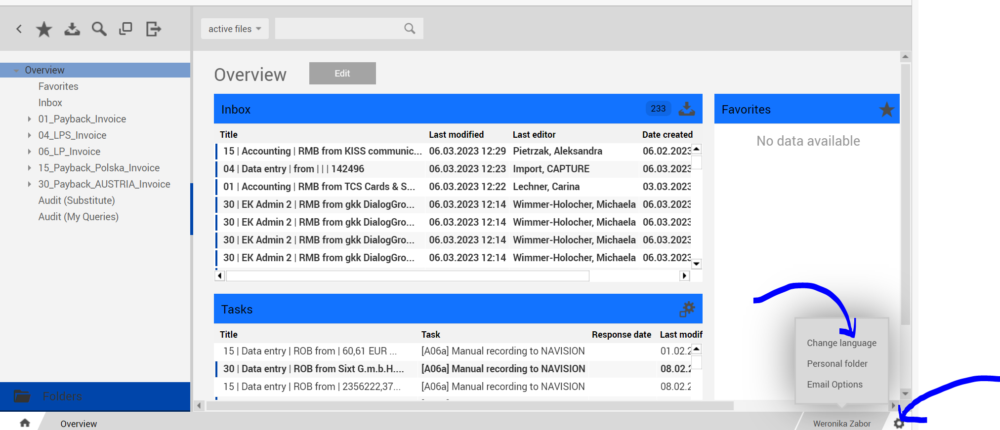 active files
Overview
Favorites
Inbox
01_Payback_Invoice
04_LPS_Invoice
06_LP_Invoice
15_Payback_Polska_Invoice
30_Payback_AUSTRIA_Invoice
Audit (Substitute)
Audit (My Queries)
Folders
Overview Edit
Inbox 233
Title Last modified Last editor Date created
15 | Accounting | RMB from KISS communic... 06.03.2023 12:29 Pietrzak, Aleksandra 06.02.2023
04 | Data entry | from | | | 142496 06.03.2023 12:23 Import, CAPTURE 06.03.2023
01 | Accounting | RMB from TCS Cards & S... 06.03.2023 12:22 Lechner, Carina 03.03.2023
30 | EK Admin 2 | RMB from gkk DialogGro... 06.03.2023 12:14 Wimmer-Holocher, Michaela 06.03.2023
30 | EK Admin 2 | RMB from gkk DialogGro... 06.03.2023 12:14 Wimmer-Holocher, Michaela 06.03.2023
30 | EK Admin 2 | RMB from gkk DialogGro... 06.03.2023 12:14 Wimmer-Holocher, Michaela 06.03.2023
30 | EK Admin 2 | RMB from gkk DialogGro... 06.03.2023 12:14 Wimmer-Holocher, Michaela 06.03.2023
Favorites
No data available
Tasks
Title Task Response date Last modif
15 | Data entry | ROB from | 60,61 EUR ... [A06a] Manual recording to NAVISION 01.02.2
30 | Data entry | ROB from Sixt G.m.b.H.... [A06a] Manual recording to NAVISION 08.02.2
15 | Data entry | ROB from | 2356222,37... [A06a] Manual recording to NAVISION 08.02.2
Change language
Personal folder
Email Options
Overview
Weronika Zabor